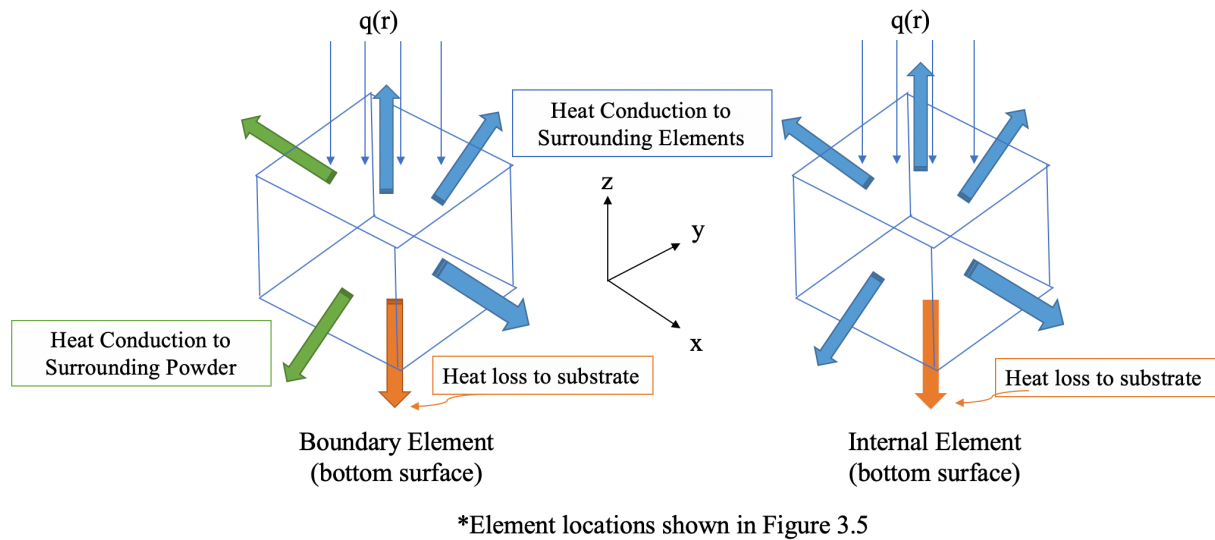 q(r)
q(r)
Heat Conduction to
Surrounding Elements
z
y
x
Heat Conduction to
Surrounding Powder
Heat loss to substrate
Heat loss to substrate
Boundary Element
(bottom surface)
Internal Element
(bottom surface)
*Element locations shown in Figure 3.5